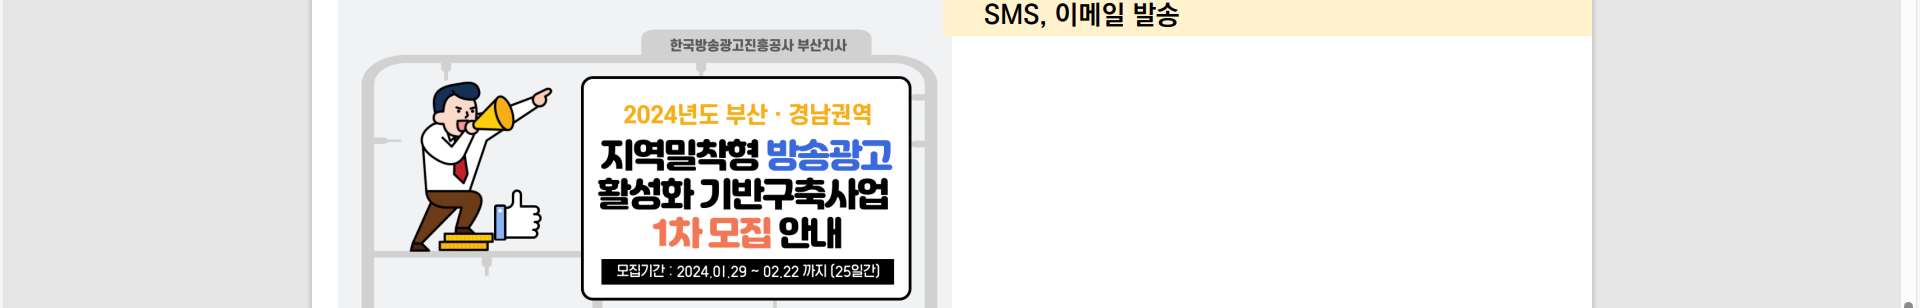 SMS, 이메일 발송
한국방송광고진흥공사 부산지사
2024년도 부산 · 경남권역
지역밀착형 방송광고
활성화 기반구축사업
1차 모집 안내
모집기간 : 2024.01.29 ~ 02.22 까지 (25일간)